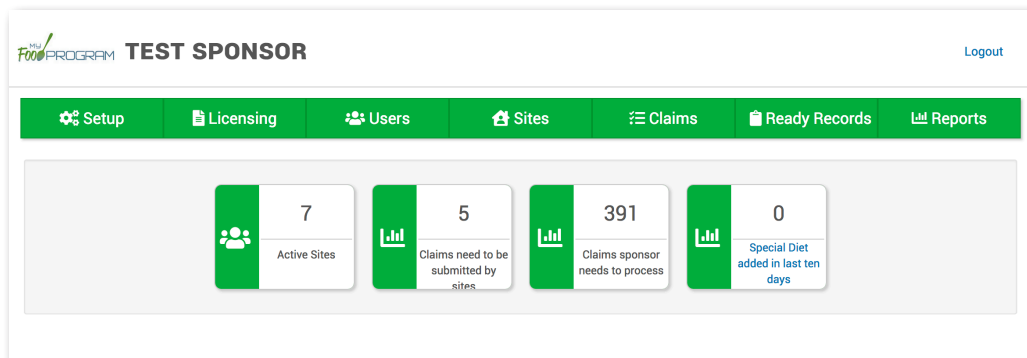 MY
Food PROGRAM TEST SPONSOR
Logout
Setup Licensing Users Sites Claims Ready Records Reports
7
Active Sites
5
Claims need to be
submitted by
sites
391
Claims sponsor
needs to process
0
Special Diet
added in last ten
days